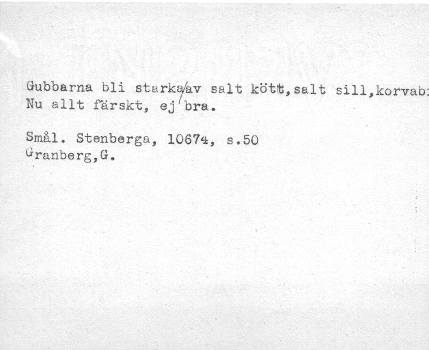 Gubbarna bli starka/av salt kött,salt sill,korvab
Nu allt färskt, ej bra.
Smål. Stenberga, 10674, s.50
Granberg,G.